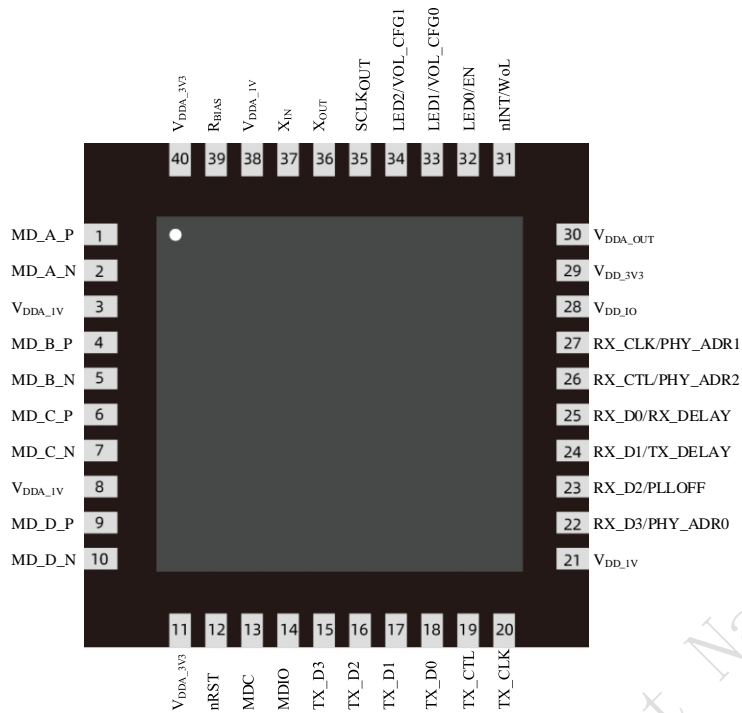 V_DDA_3V3
R_BIAS
V_DDA_1V
X_IN
X_OUT
SCLK_OUT
LED2/VOL_CFG1
LED1/VOL_CFG0
LED0/EN
nINT/WoL
40 39 38 37 36 35 34 33 32 31
MD_A_P 1
MD_A_N 2
V_DDA_1V 3
MD_B_P 4
MD_B_N 5
MD_C_P 6
MD_C_N 7
V_DDA_1V 8
MD_D_P 9
MD_D_N 10
30 V_DDA_OUT
29 V_DD_3V3
28 V_DD_IO
27 RX_CLK/PHY_ADR1
26 RX_CTL/PHY_ADR2
25 RX_D0/RX_DELAY
24 RX_D1/TX_DELAY
23 RX_D2/PLLOFF
22 RX_D3/PHY_ADR0
21 V_DD_1V
11 12 13 14 15 16 17 18 19 20
V_DDA_3V3
nRST
MDC
MDIO
TX_D3
TX_D2
TX_D1
TX_D0
TX_CTL
TX_CLK